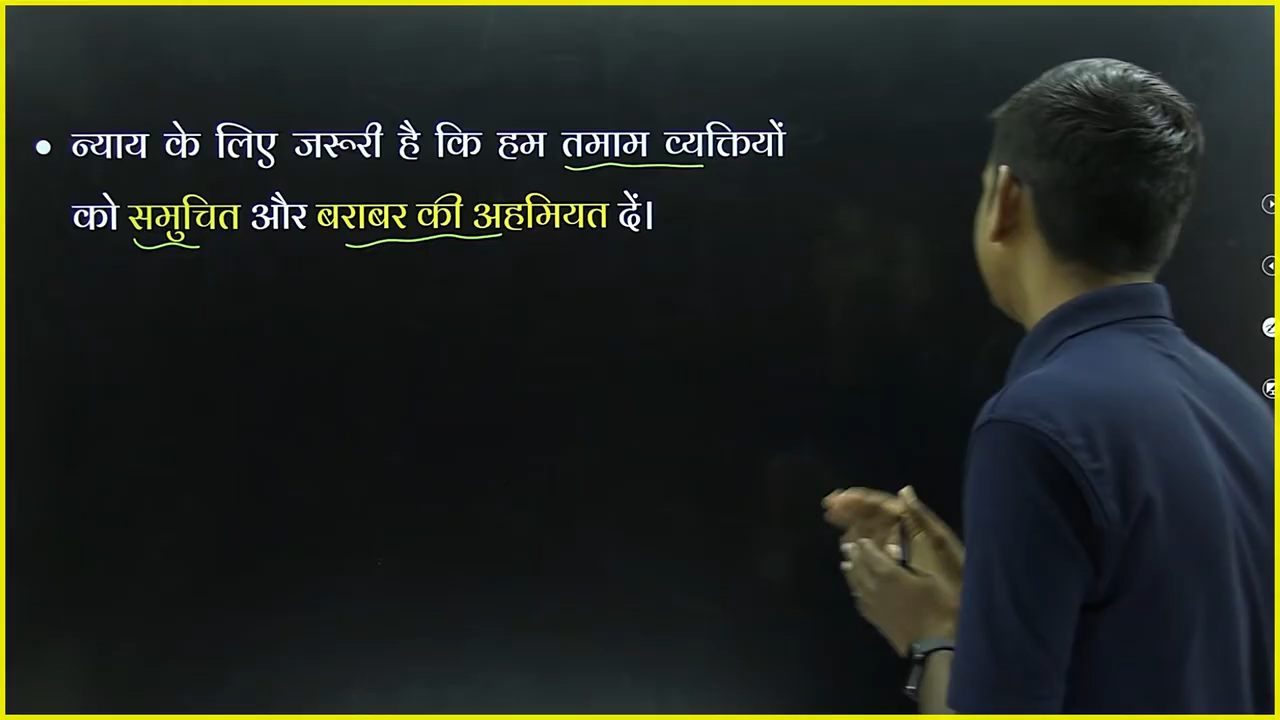 • न्याय के लिए जरूरी है कि हम तमाम व्यक्तियों
को समुचित और बराबर की अहमियत दें।